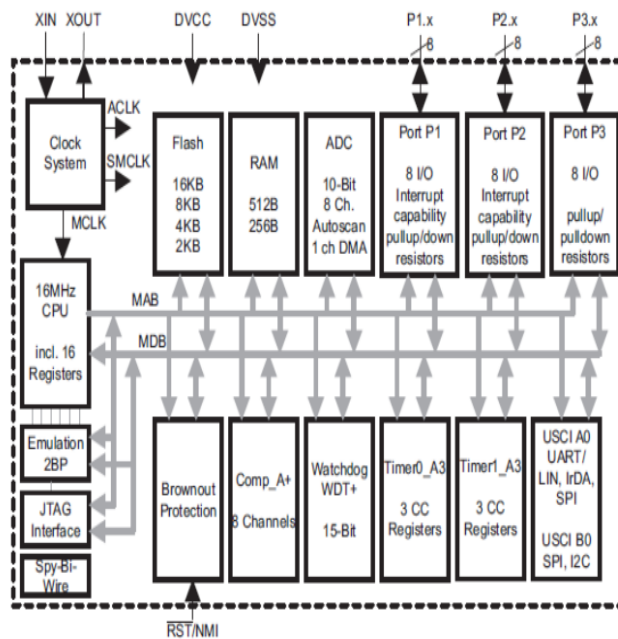 XIN XOUT DVCC DVSS P1.x P2.x P3.x
8 8 8
Clock
System
ACLK
SMCLK
MCLK
Flash
16KB
8KB
4KB
2KB
RAM
512B
256B
ADC
10-Bit
8 Ch.
Autoscan
1 ch DMA
Port P1
8 I/O
Interrupt
capability
pullup/down
resistors
Port P2
8 I/O
Interrupt
capability
pullup/down
resistors
Port P3
8 I/O
pullup/
pulldown
resistors
16MHz
CPU
incl. 16
Registers
MAB
MDB
Emulation
2BP
JTAG
Interface
Spy-Bi-
Wire
Brownout
Protection
Comp_A+
8 Channels
Watchdog
WDT+
15-Bit
Timer0_A3
3 CC
Registers
Timer1_A3
3 CC
Registers
USCI A0
UART/
LIN, IrDA,
SPI
USCI B0
SPI, I2C
RST/NMI